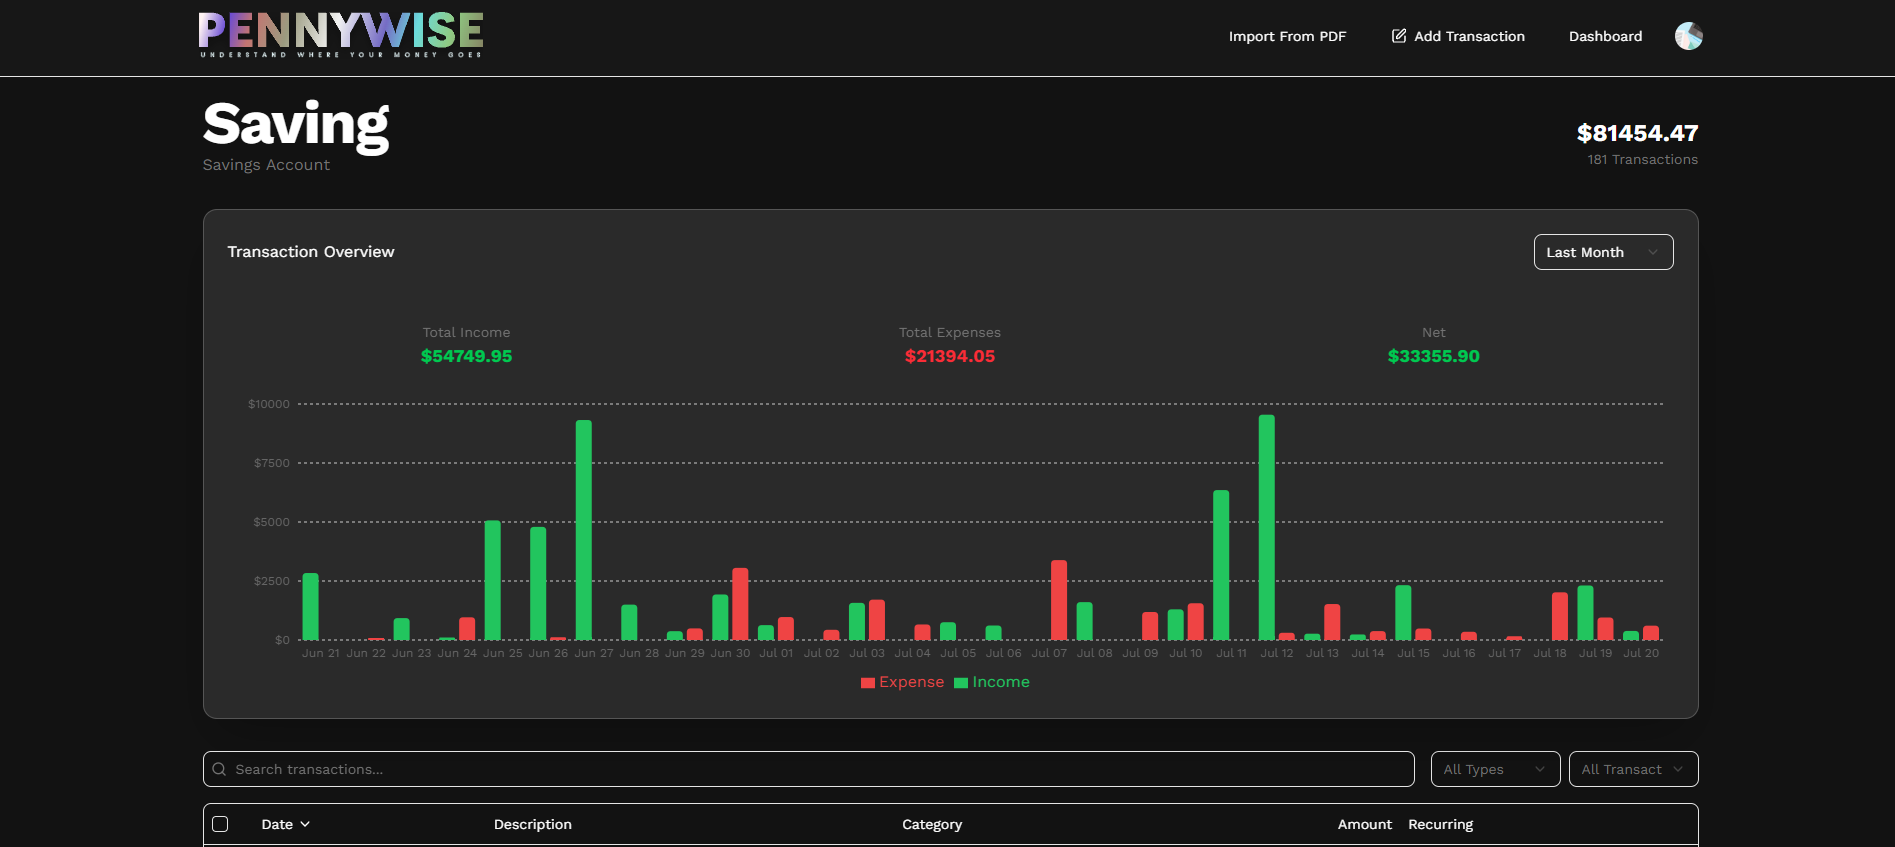 PENNYWISE
UNDERSTAND WHERE YOUR MONEY GOES
Import From PDF
Add Transaction
Dashboard
Saving
Savings Account
$81454.47
181 Transactions
Transaction Overview
Last Month
Total Income
$54749.95
Total Expenses
$21394.05
Net
$33355.90
$10000
$7500
$5000
$2500
$0
Jun 21 Jun 22 Jun 23 Jun 24 Jun 25 Jun 26 Jun 27 Jun 28 Jun 29 Jun 30 Jul 01 Jul 02 Jul 03 Jul 04 Jul 05 Jul 06 Jul 07 Jul 08 Jul 09 Jul 10 Jul 11 Jul 12 Jul 13 Jul 14 Jul 15 Jul 16 Jul 17 Jul 18 Jul 19 Jul 20
Expense Income
Search transactions...
All Types
All Transact
Date Description Category Amount Recurring